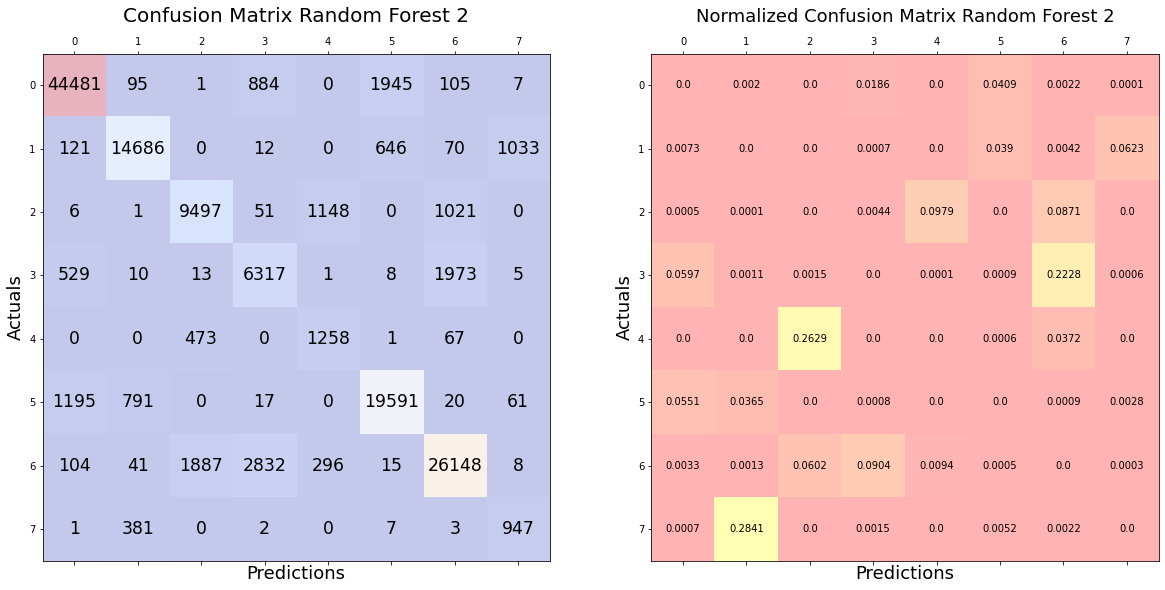 Confusion Matrix Random Forest 2
0 1 2 3 4 5 6 7
0 44481 95 1 884 0 1945 105 7
1 121 14686 0 12 0 646 70 1033
2 6 1 9497 51 1148 0 1021 0
3 529 10 13 6317 1 8 1973 5
4 0 0 473 0 1258 1 67 0
5 1195 791 0 17 0 19591 20 61
6 104 41 1887 2832 296 15 26148 8
7 1 381 0 2 0 7 3 947
Actuals
Predictions
Normalized Confusion Matrix Random Forest 2
0 1 2 3 4 5 6 7
0 0.0 0.002 0.0 0.0186 0.0 0.0409 0.0022 0.0001
1 0.0073 0.0 0.0 0.0007 0.0 0.039 0.0042 0.0623
2 0.0005 0.0001 0.0 0.0044 0.0979 0.0 0.0871 0.0
3 0.0597 0.0011 0.0015 0.0 0.0001 0.0009 0.2228 0.0006
4 0.0 0.0 0.2629 0.0 0.0 0.0006 0.0372 0.0
5 0.0551 0.0365 0.0 0.0008 0.0 0.0 0.0009 0.0028
6 0.0033 0.0013 0.0602 0.0904 0.0094 0.0005 0.0 0.0003
7 0.0007 0.2841 0.0 0.0015 0.0 0.0052 0.0022 0.0
Actuals
Predictions